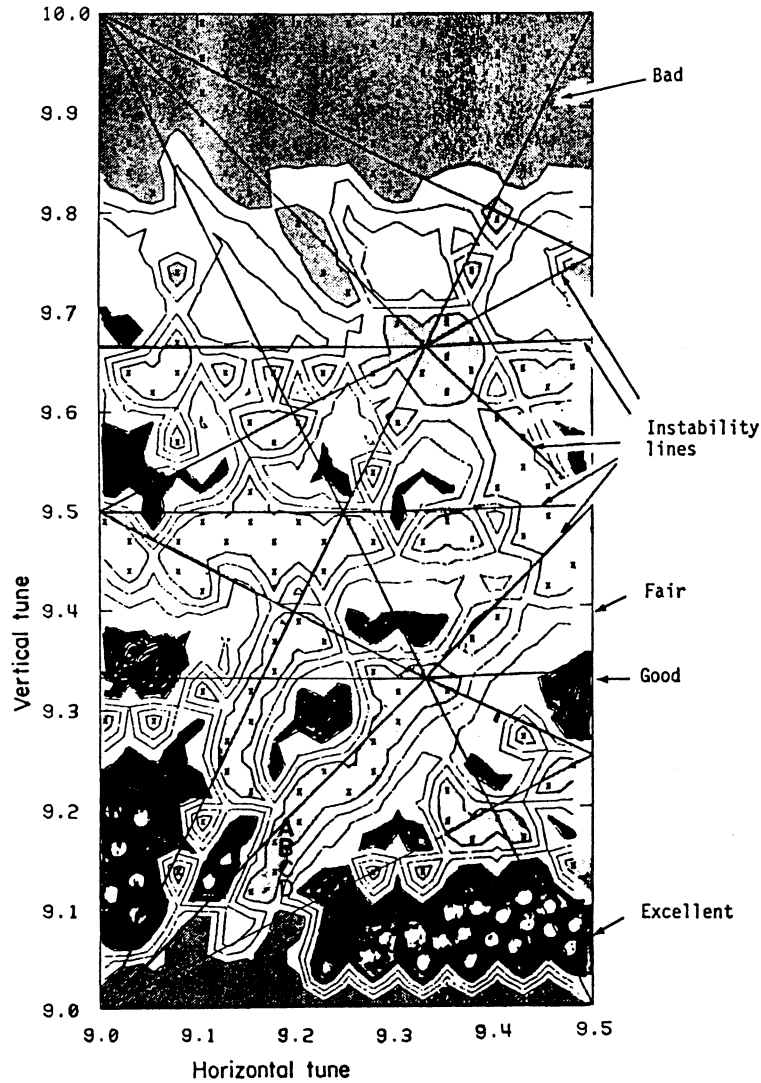 10.0
Bad
9.9
9.8
9.7
9.6
Instability
lines
9.5
Vertical tune
9.4
Fair
Good
9.3
9.2
A
B
C
D
9.1
Excellent
9.0
9.0 9.1 9.2 9.3 9.4 9.5
Horizontal tune